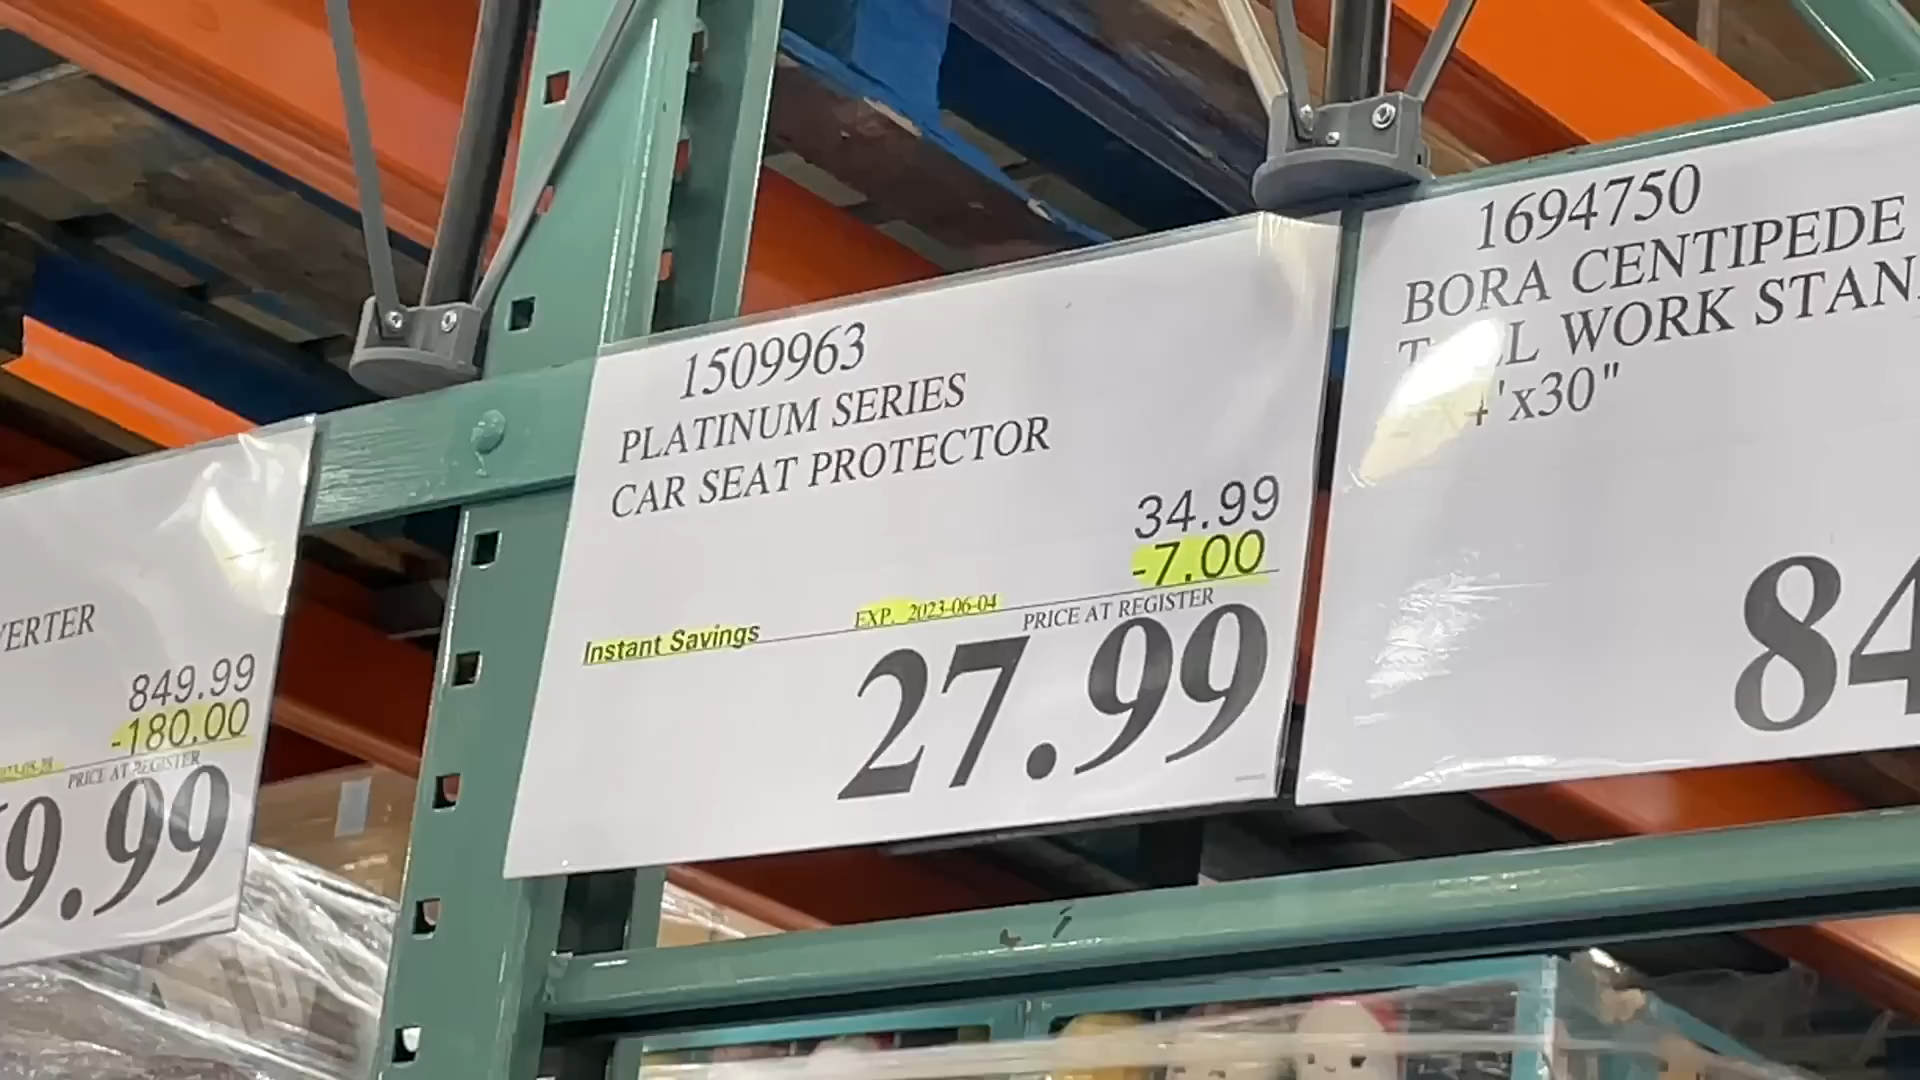 VERTER
849.99
-180.00
PRICE AT REGISTER
9.99
1509963
PLATINUM SERIES
CAR SEAT PROTECTOR
34.99
-7.00
Instant Savings
EXP. 2023-06-04
PRICE AT REGISTER
27.99
1694750
BORA CENTIPEDE
WORK STAN
'x30"
84